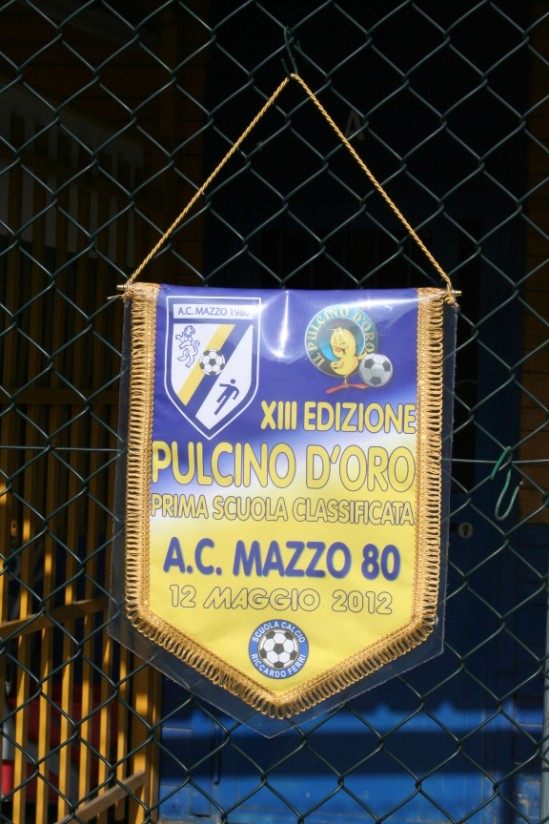 A.C. MAZZO 1980
IL PULCINO D'ORO
XIII EDIZIONE
PULCINO D'ORO
PRIMA SCUOLA CLASSIFICATA
A.C. MAZZO 80
12 MAGGIO 2012
SCUOLA CALCIO
RICCARDO FERRI